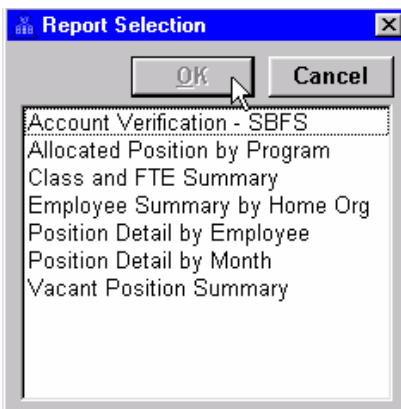 Report Selection
OK Cancel
Account Verification - SBFS
Allocated Position by Program
Class and FTE Summary
Employee Summary by Home Org
Position Detail by Employee
Position Detail by Month
Vacant Position Summary